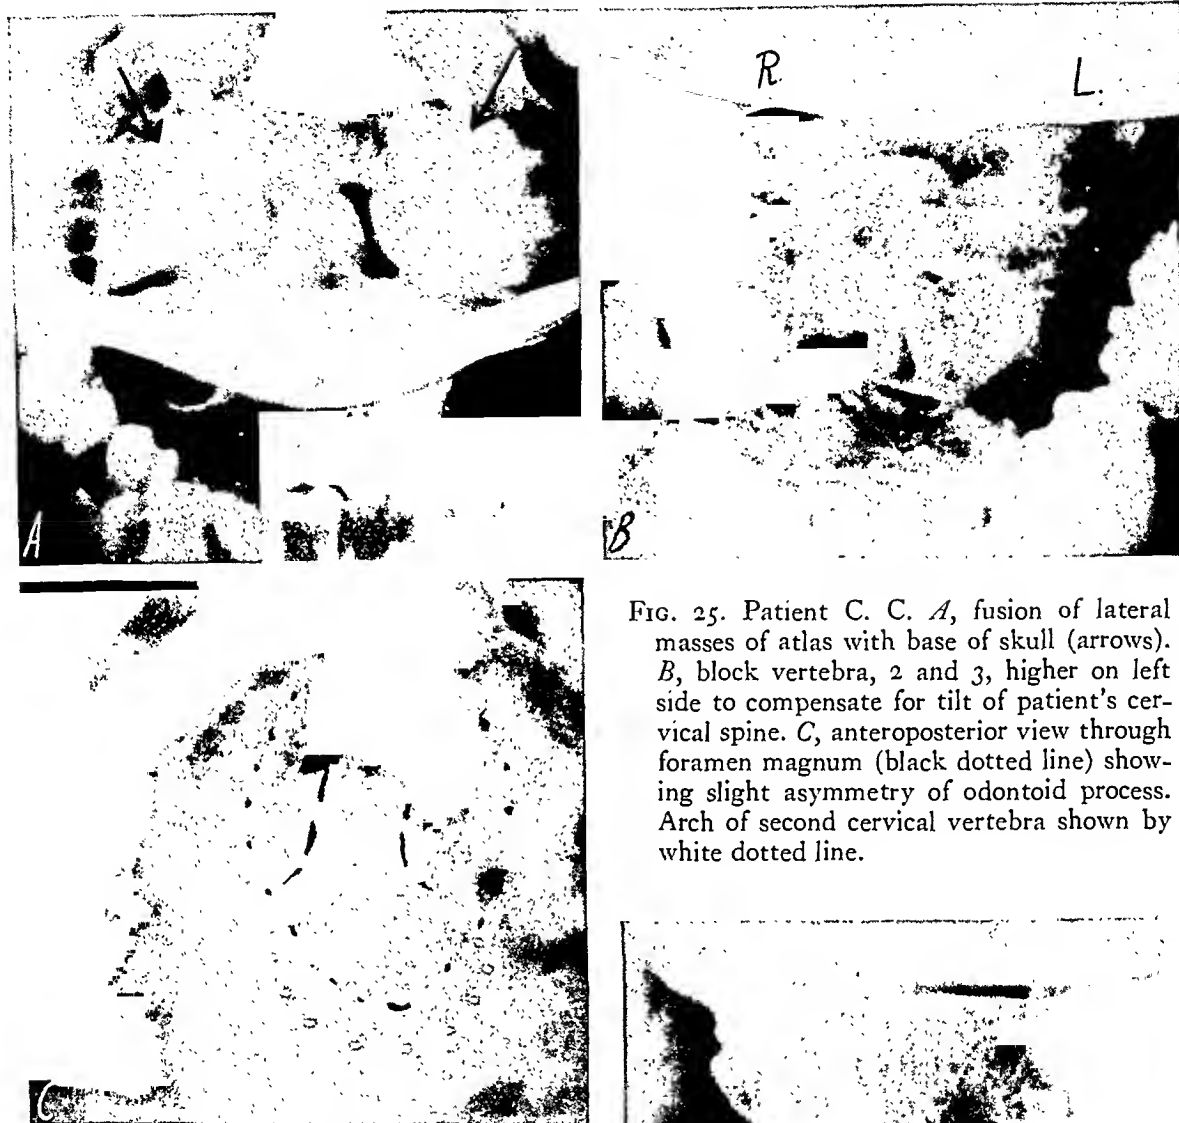 R.
L.
A
B
FIG. 25. Patient C. C. A, fusion of lateral
masses of atlas with base of skull (arrows).
B, block vertebra, 2 and 3, higher on left
side to compensate for tilt of patient's cer-
vical spine. C, anteroposterior view through
foramen magnum (black dotted line) show-
ing slight asymmetry of odontoid process.
Arch of second cervical vertebra shown by
white dotted line.
C